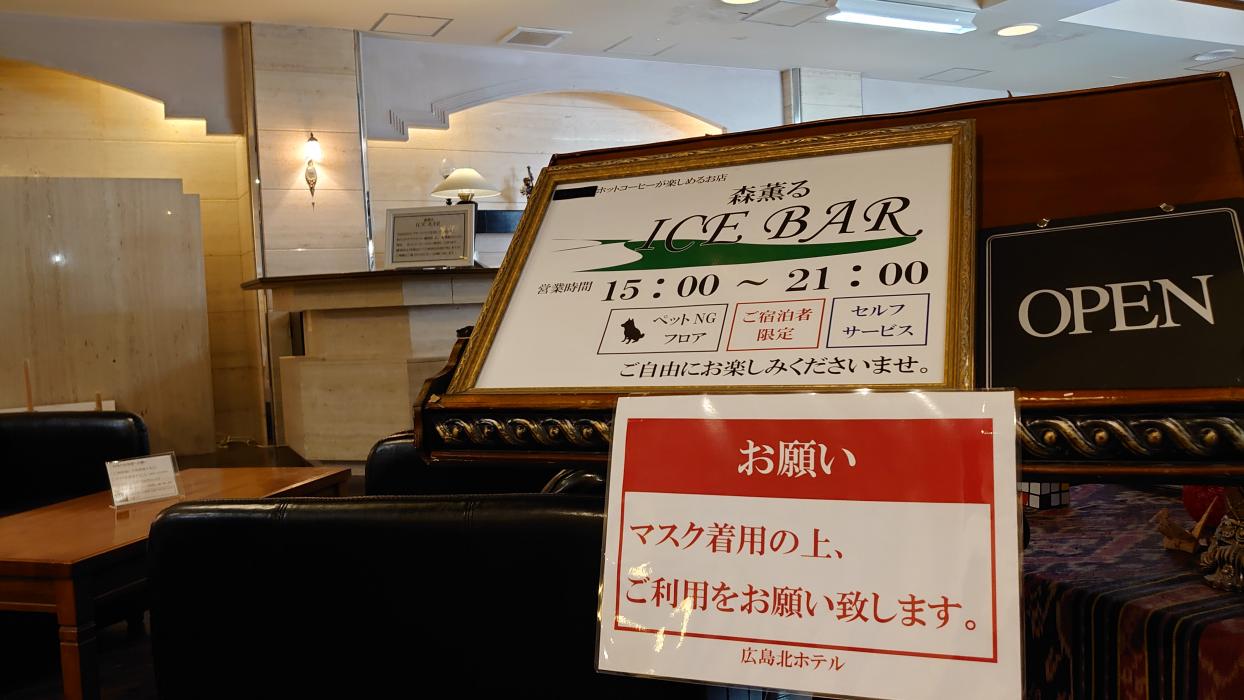 ホットコーヒーが楽しめるお店
森薫る
ICE BAR
営業時間 15：00 ～ 21：00
ペットNG
フロア
ご宿泊者
限定
セルフ
サービス
ご自由にお楽しみくださいませ。
OPEN
お願い
マスク着用の上、
ご利用をお願い致します。
広島北ホテル
ICE BAR